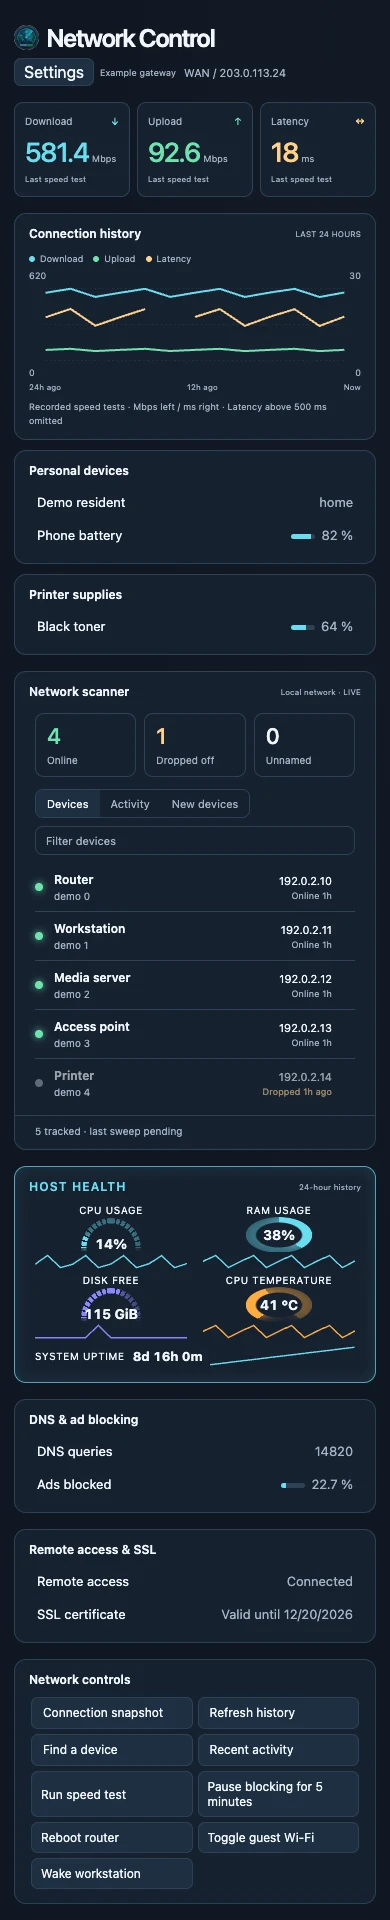 Network Control
Settings Example gateway WAN / 203.0.113.24
Download ↓ Upload ↑ Latency ↔
581.4 Mbps 92.6 Mbps 18 ms
Last speed test Last speed test Last speed test
Connection history LAST 24 HOURS
Download Upload Latency
620 30
0 0
24h ago 12h ago Now
Recorded speed tests · Mbps left / ms right · Latency above 500 ms
omitted
Personal devices
Demo resident home
Phone battery 82 %
Printer supplies
Black toner 64 %
Network scanner Local network · LIVE
4 1 0
Online Dropped off Unnamed
Devices Activity New devices
Filter devices
Router 192.0.2.10
demo 0 Online 1h
Workstation 192.0.2.11
demo 1 Online 1h
Media server 192.0.2.12
demo 2 Online 1h
Access point 192.0.2.13
demo 3 Online 1h
Printer 192.0.2.14
demo 4 Dropped 1h ago
5 tracked · last sweep pending
HOST HEALTH 24-hour history
CPU USAGE RAM USAGE
14% 38%
DISK FREE CPU TEMPERATURE
115 GiB 41 °C
SYSTEM UPTIME 8d 16h 0m
DNS & ad blocking
DNS queries 14820
Ads blocked 22.7 %
Remote access & SSL
Remote access Connected
SSL certificate Valid until 12/20/2026
Network controls
Connection snapshot Refresh history
Find a device Recent activity
Run speed test Pause blocking for 5
minutes
Reboot router Toggle guest Wi-Fi
Wake workstation